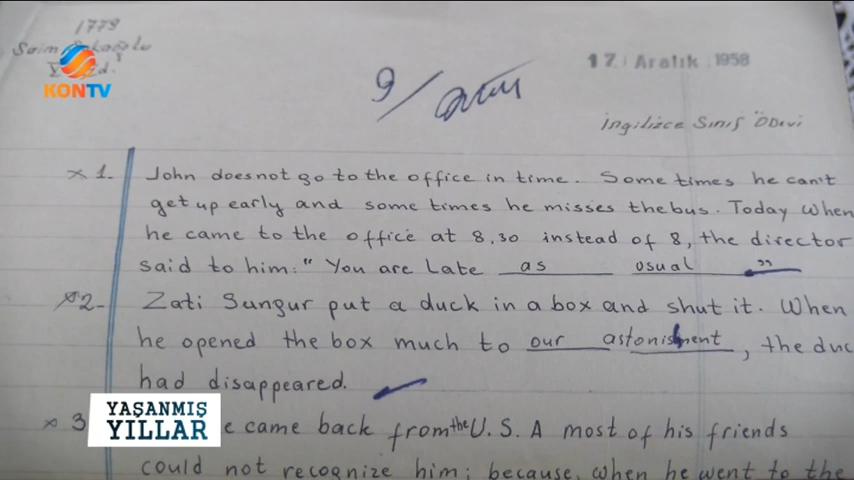 1779
Saim
KONTV
17 Aralık 1958
9/
İngilizce Sınıf Ödevi
x 1. John does not go to the office in time. Some times he can't
get up early and some times he misses the bus. Today when
he came to the office at 8.30 instead of 8, the director
said to him: " You are Late as usual "
x 2- Zati Sungur put a duck in a box and shut it. When
he opened the box much to our astonishment, the duc
had disappeared.
x 3 e came back from the U.S.A most of his friends
could not recognize him; because, when he went to the
YAŞANMIŞ
YILLAR